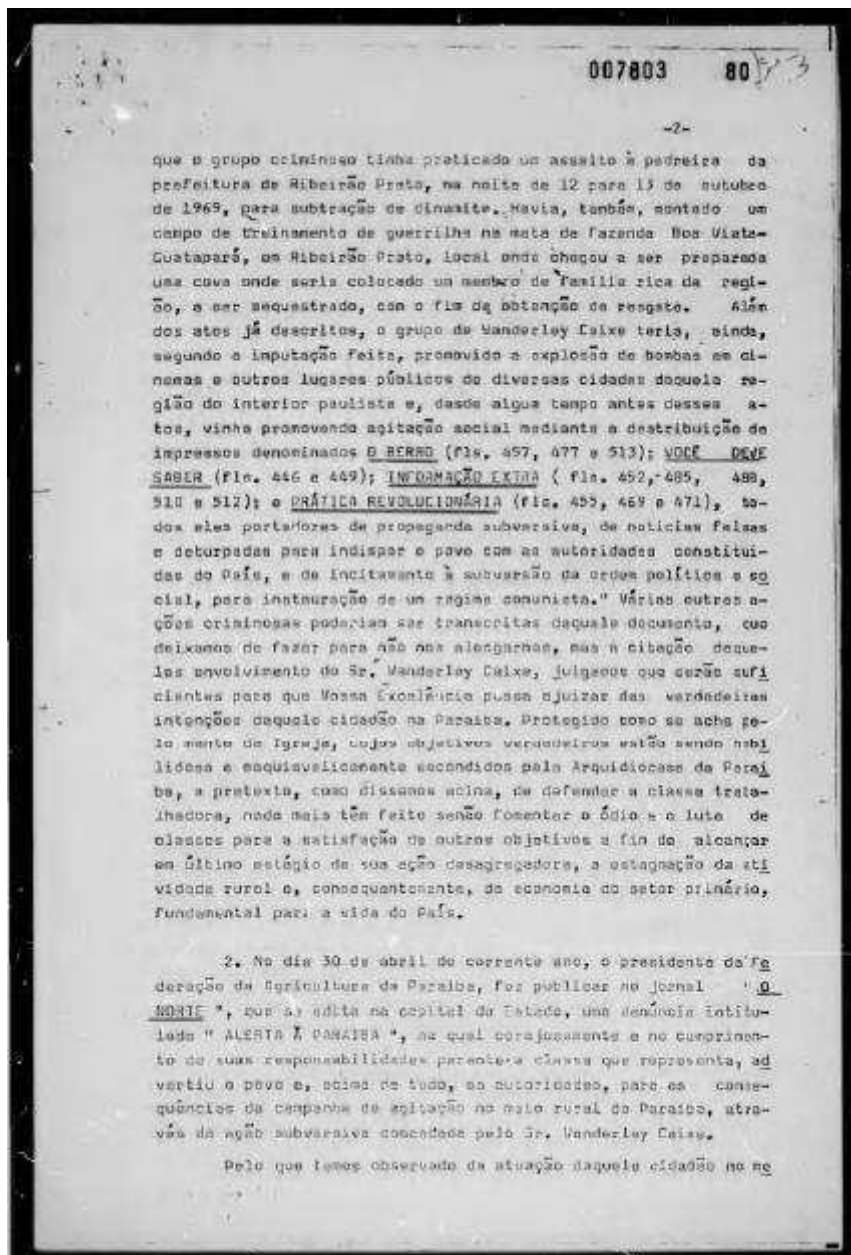 007803 80
-2-
que o grupo criminoso tinha praticado um assalto à pedreira da
prefeitura de Ribeirão Preto, na noite de 12 para 13 de outubro
de 1969, para subtração de dinamite. Havia, também, montado um
campo de treinamento de guerrilha na mata da fazenda Boa Vista-
Guatapará, em Ribeirão Preto, local onde chegou a ser preparada
uma cova onde seria colocado um membro de família rica da regi-
ão, a ser sequestrado, com o fim de obtenção de resgate. Além
dos atos já descritos, o grupo de Wanderley Caixe teria, ainda,
segundo a imputação feita, promovido a explosão de bombas em ci-
nemas e outros lugares públicos de diversas cidades daquela re-
gião do interior paulista e, desde algum tempo antes desses a-
tos, vinha promovendo agitação social mediante a destribuição de
impressos denominados O BERRO (fls. 457, 477 e 513); VOCÊ DEVE
SABER (fls. 446 e 449); INFORMAÇÃO EXTRA ( fls. 452, 485, 488,
510 e 512); e PRÁTICA REVOLUCIONÁRIA (fls. 455, 469 e 471), to-
dos eles portadores de propaganda subversiva, de noticias falsas
e deturpadas para indispor o povo com as autoridades constituí-
das do País, e de incitamento à subversão da ordem política e so
cial, para instauração de um regime comunista." Várias outras a-
ções criminosas poderiam ser transcritas daquele documento, que
deixamos de fazer para não nos alongarmos, mas a citação daque-
les envolvimento do Sr. Wanderley Caixe, julgamos que serão sufi
cientes para que Vossa Excelência possa ajuizar das verdadeiras
intenções daquele cidadão na Paraiba. Protegido como se acha pe-
lo manto da Igreja, cujos objetivos verdadeiros estão sendo habi
lidosa e maquiavelicamente escondidos pela Arquidiocese da Parai
ba, a pretexto, como dissemos acima, de defender a classe traba-
lhadora, nada mais têm feito senão fomentar o ódio e a luta de
classes para a satisfação de outros objetivos a fim de alcançar
em último estágio de sua ação desagregadora, a estagnação da ati
vidade rural e, consequentemente, da economia do setor primário,
fundamental para a vida do País.
2. No dia 30 de abril do corrente ano, o presidente da Fe
deração da Agricultura da Paraiba, fez publicar no jornal " O
NORTE ", que se edita na capital do Estado, uma denúncia intitu-
lada " ALERTA À PARAIBA ", na qual corajosamente e no cumprimen-
to de suas responsabilidades perante a classe que representa, ad
vertiu o povo e, acima de tudo, as autoridades, para as conse-
quências da campanha de agitação no meio rural da Paraiba, atra-
vés da ação subversiva comandada pelo Sr. Wanderley Caixe.
Pelo que temos observado da atuação daquele cidadão no me